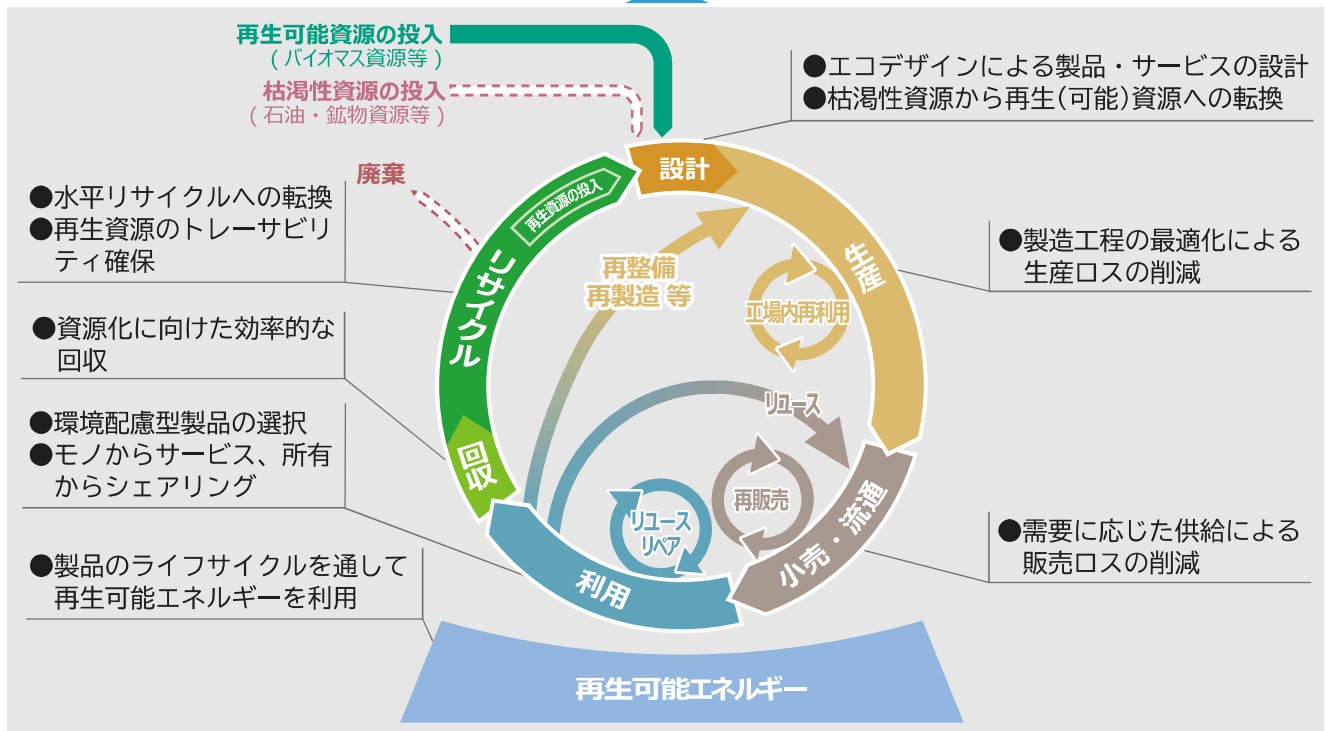 再生可能資源の投入
( バイオマス資源等 )
枯渇性資源の投入
( 石油・鉱物資源等 )
●エコデザインによる製品・サービスの設計
●枯渇性資源から再生(可能)資源への転換
廃棄
設計
再生資源の投入
●水平リサイクルへの転換
●再生資源のトレーサビリ
ティ確保
リサイクル
再整備
再製造 等
生産
工場内再利用
●製造工程の最適化による
生産ロスの削減
●資源化に向けた効率的な
回収
リユース
●環境配慮型製品の選択
●モノからサービス、所有
からシェアリング
回収
再販売
リユース
リペア
小売・流通
●需要に応じた供給による
販売ロスの削減
利用
●製品のライフサイクルを通して
再生可能エネルギーを利用
再生可能エネルギー